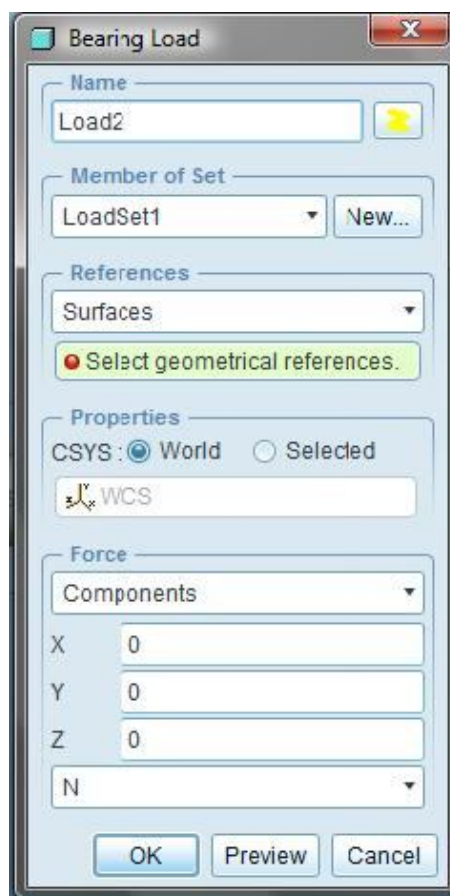 Bearing Load
Name
Load2
Member of Set
LoadSet1 New...
References
Surfaces
Select geometrical references.
Properties
CSYS : World Selected
WCS
Force
Components
X 0
Y 0
Z 0
N
OK Preview Cancel